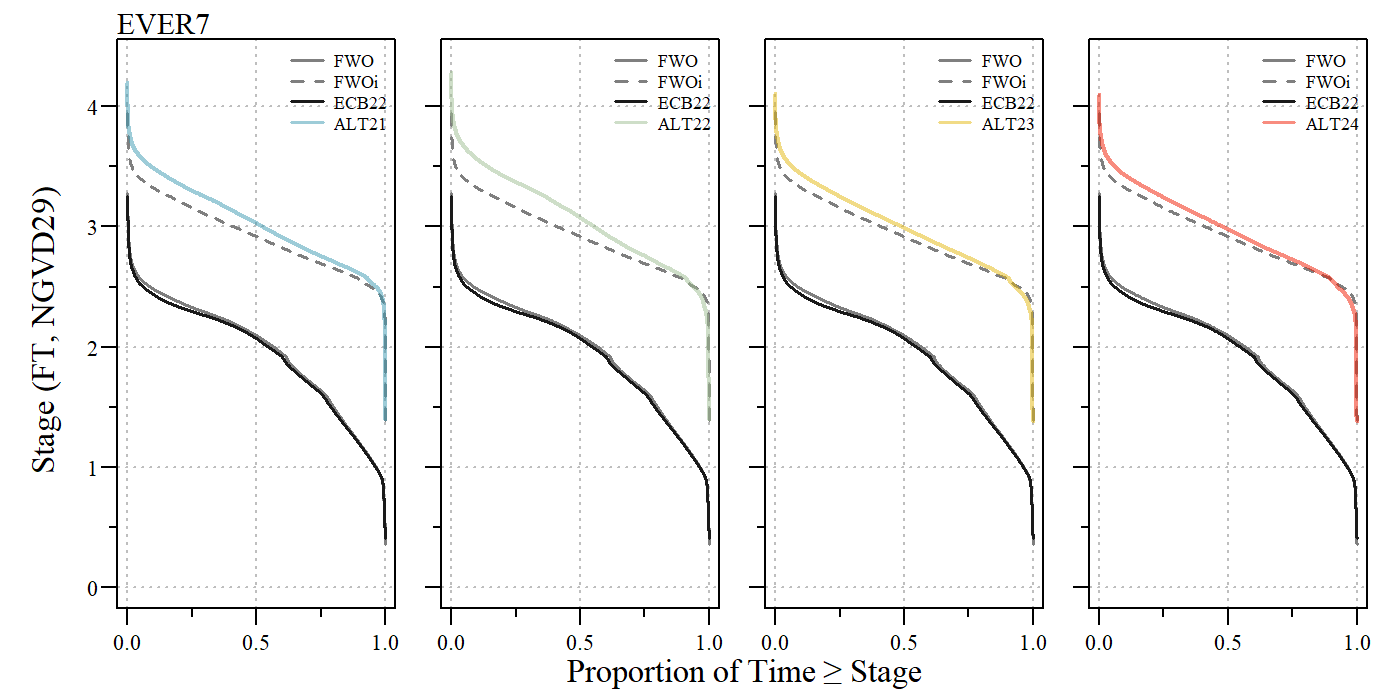 EVER7
FWO
FWOi
ECB22
ALT21
FWO
FWOi
ECB22
ALT22
FWO
FWOi
ECB22
ALT23
FWO
FWOi
ECB22
ALT24
Stage (FT, NGVD29)
4
3
2
1
0
0.0 0.5 1.0
0.0 0.5 1.0
0.0 0.5 1.0
0.0 0.5 1.0
Proportion of Time ≥ Stage